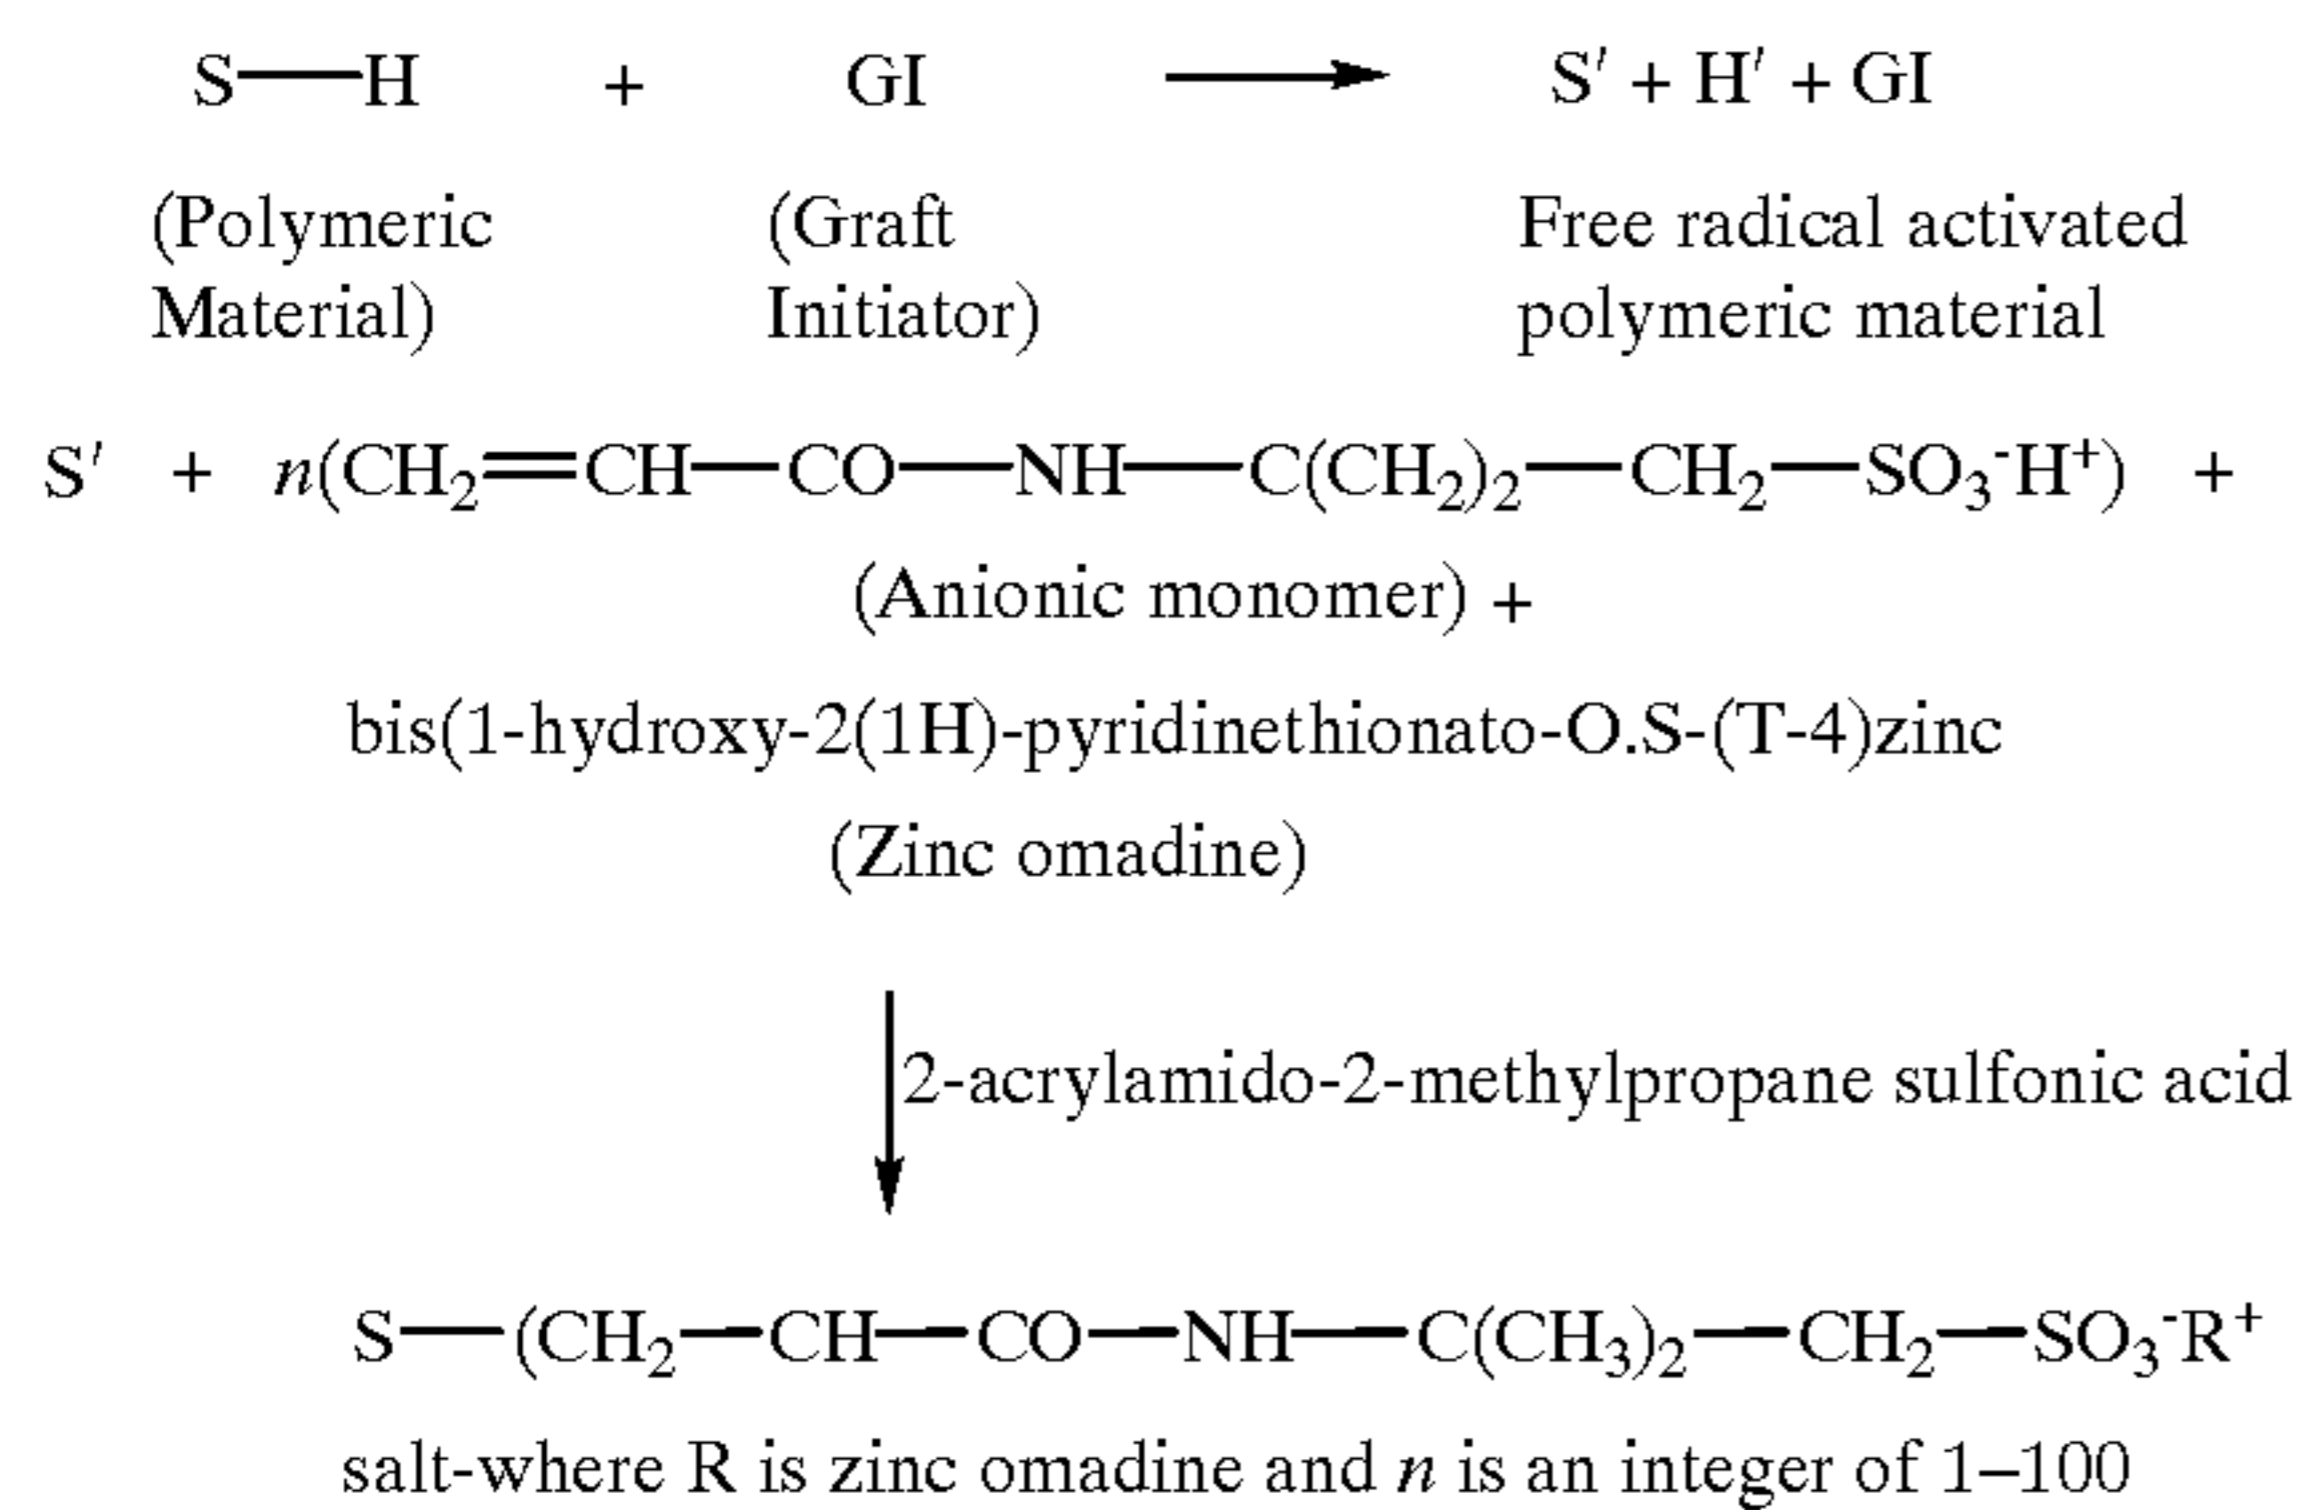 S—H + GI ⟶ S′ + H′ + GI
(Polymeric (Graft Free radical activated
Material) Initiator) polymeric material
S′ + n(CH₂=CH—CO—NH—C(CH₂)₂—CH₂—SO₃⁻H⁺) +
(Anionic monomer) +
bis(1-hydroxy-2(1H)-pyridinethionato-O.S-(T-4)zinc
(Zinc omadine)
2-acrylamido-2-methylpropane sulfonic acid
S—(CH₂—CH—CO—NH—C(CH₃)₂—CH₂—SO₃⁻R⁺
salt-where R is zinc omadine and n is an integer of 1–100